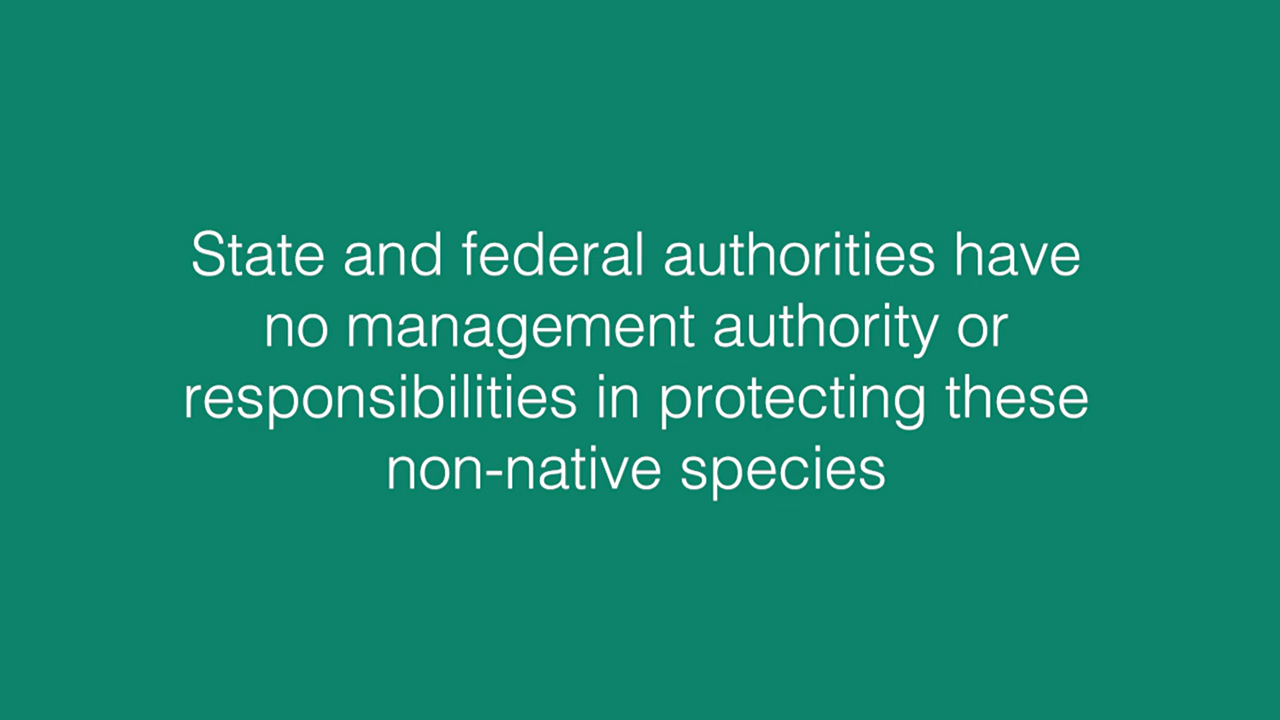 State and federal authorities have
no management authority or
responsibilities in protecting these
non-native species